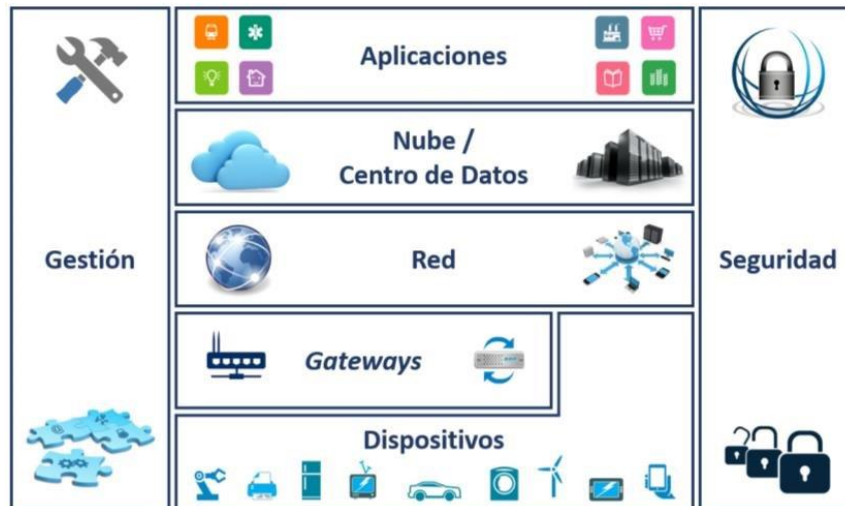 Aplicaciones
Nube /
Centro de Datos
Gestión
Red
Seguridad
Gateways
Dispositivos